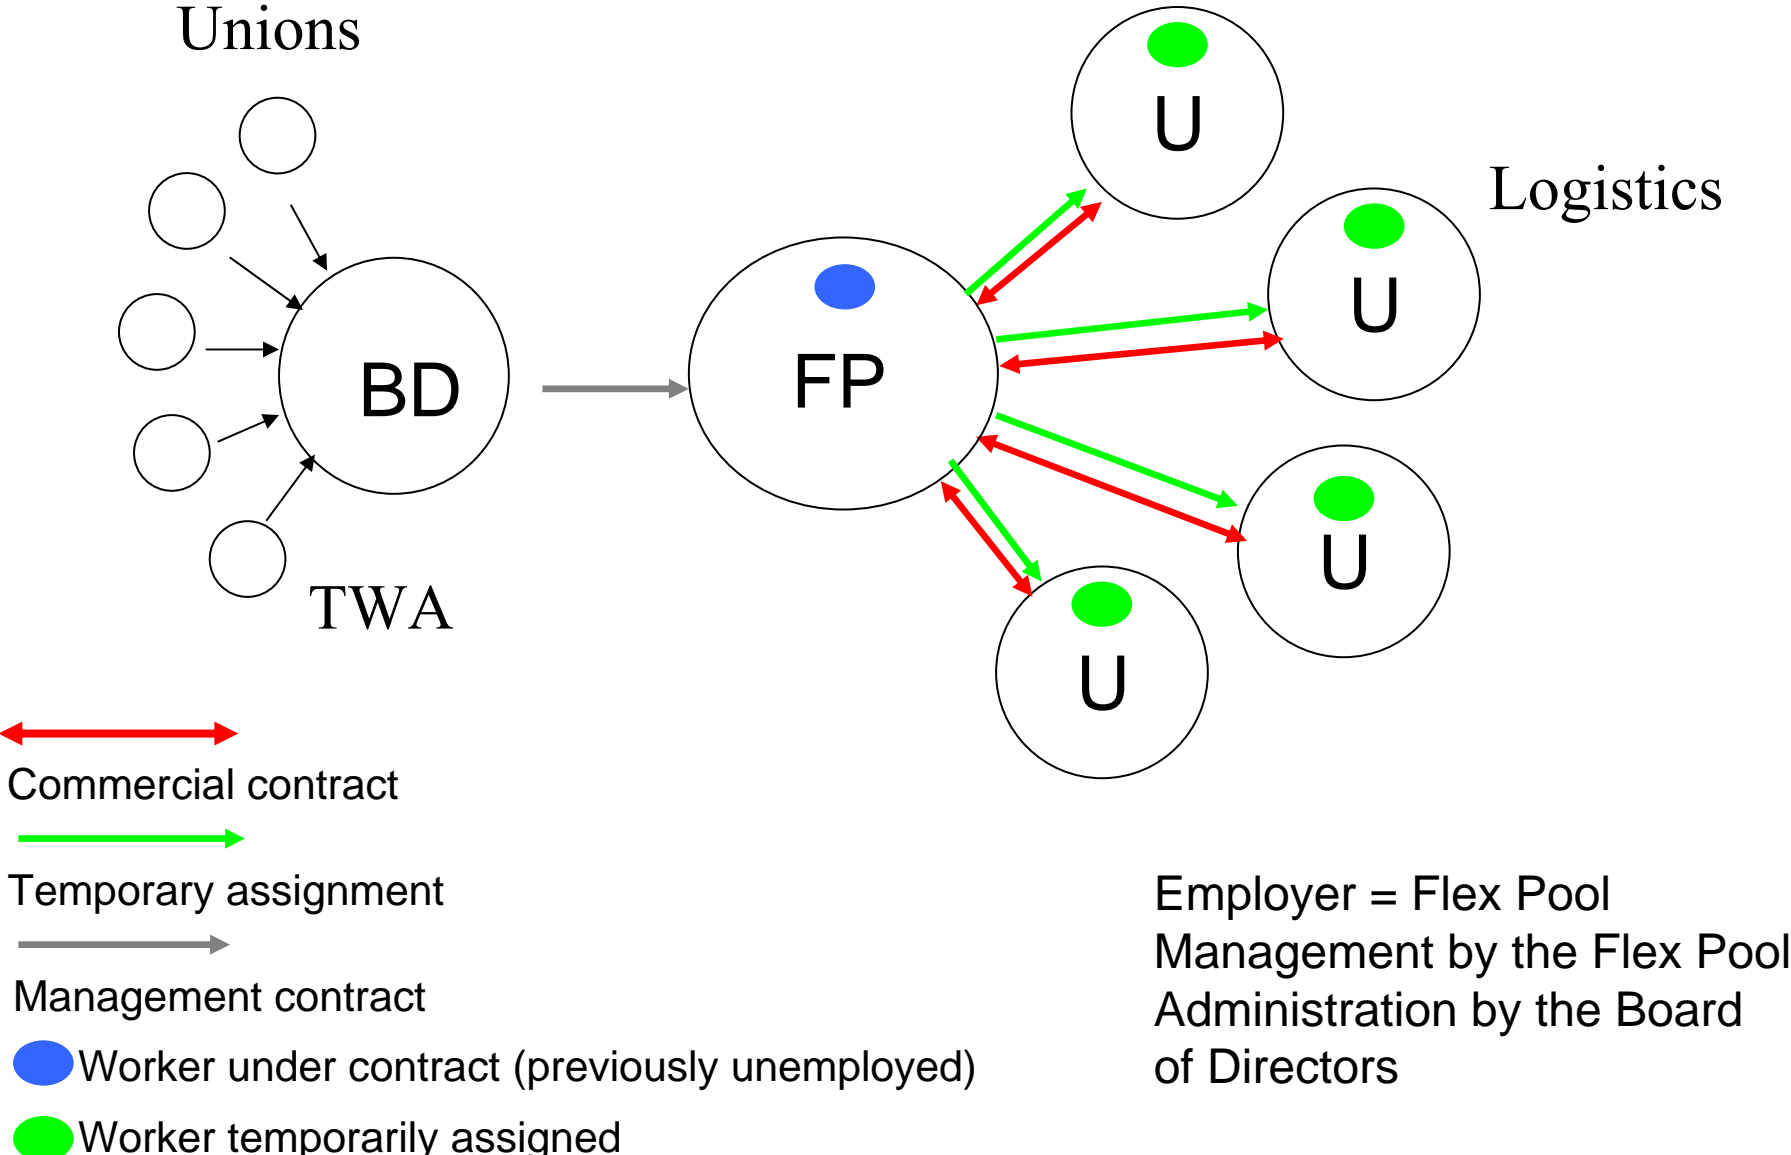 Unions
U
Logistics
U
BD
FP
U
TWA
U
Commercial contract
Temporary assignment
Management contract
Worker under contract (previously unemployed)
Worker temporarily assigned
Employer = Flex Pool
Management by the Flex Pool
Administration by the Board
of Directors